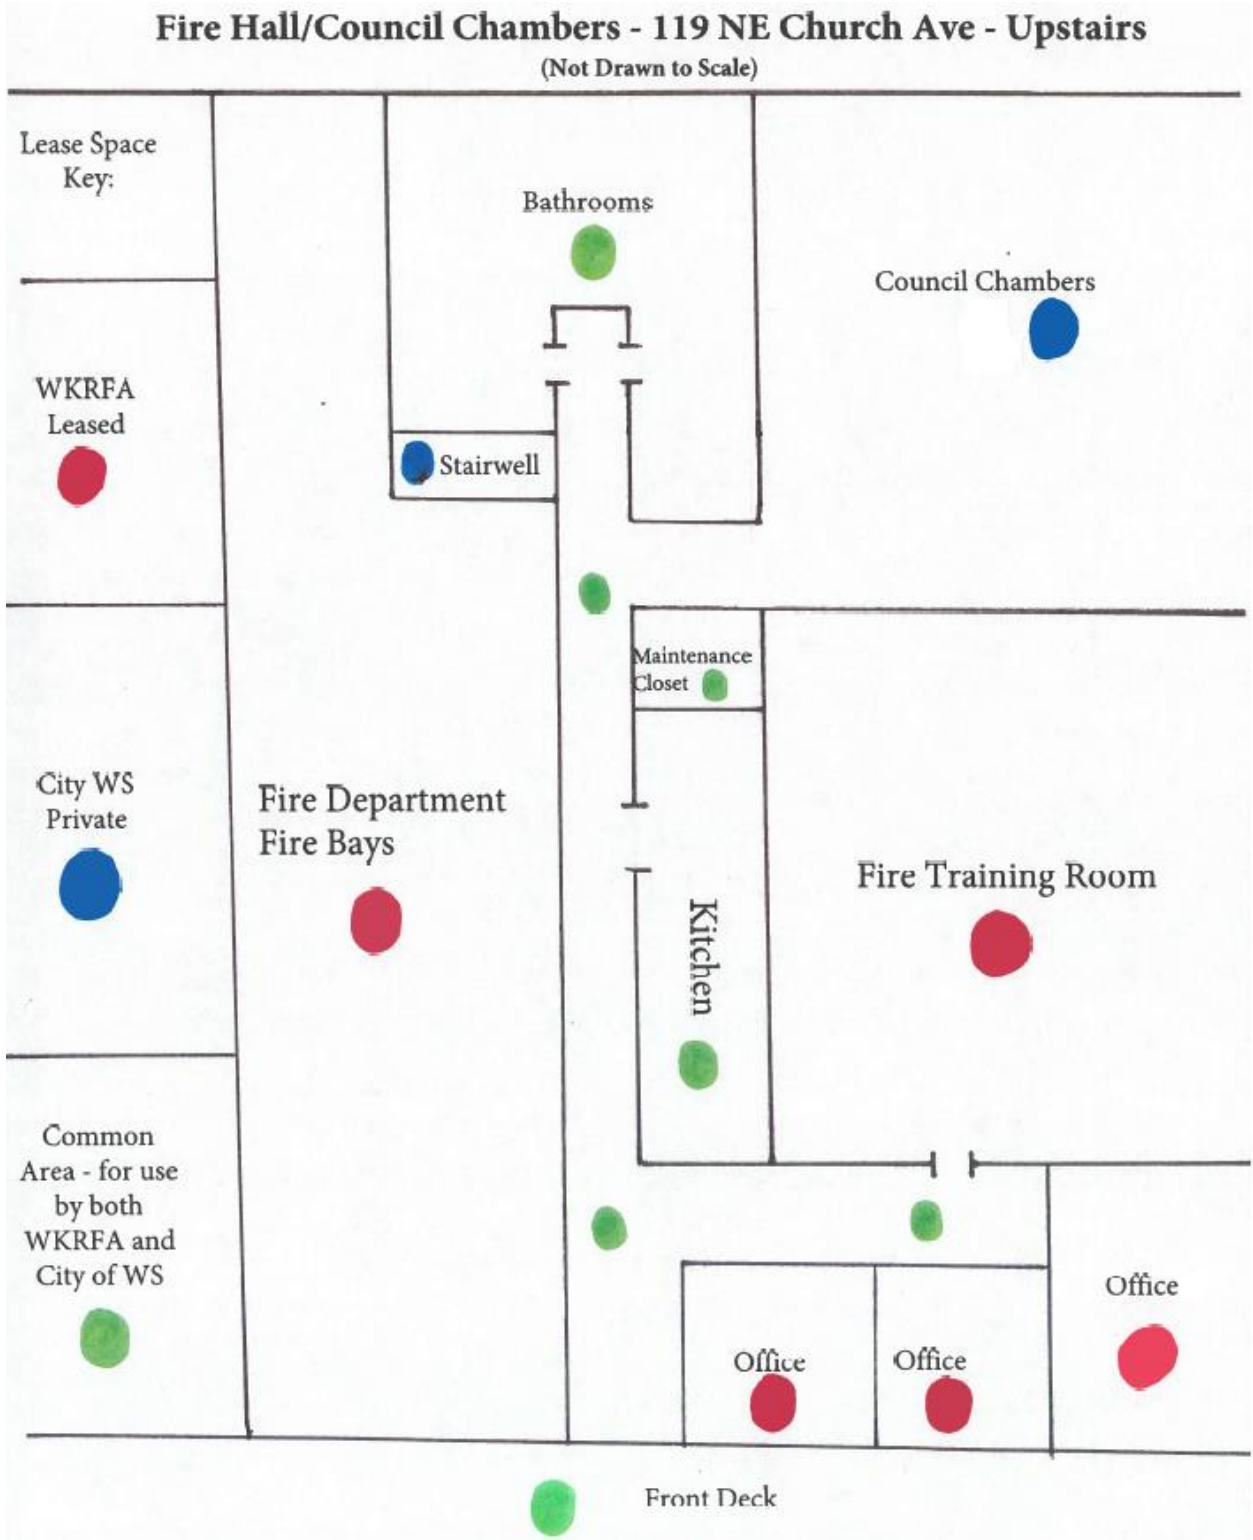 Fire Hall/Council Chambers - 119 NE Church Ave - Upstairs
(Not Drawn to Scale)
Lease Space
Key:
WKRFA
Leased
City WS
Private
Common
Area - for use
by both
WKRFA and
City of WS
Bathrooms
Council Chambers
Stairwell
Maintenance
Closet
Fire Department
Fire Bays
Kitchen
Fire Training Room
Office
Office
Office
Front Deck